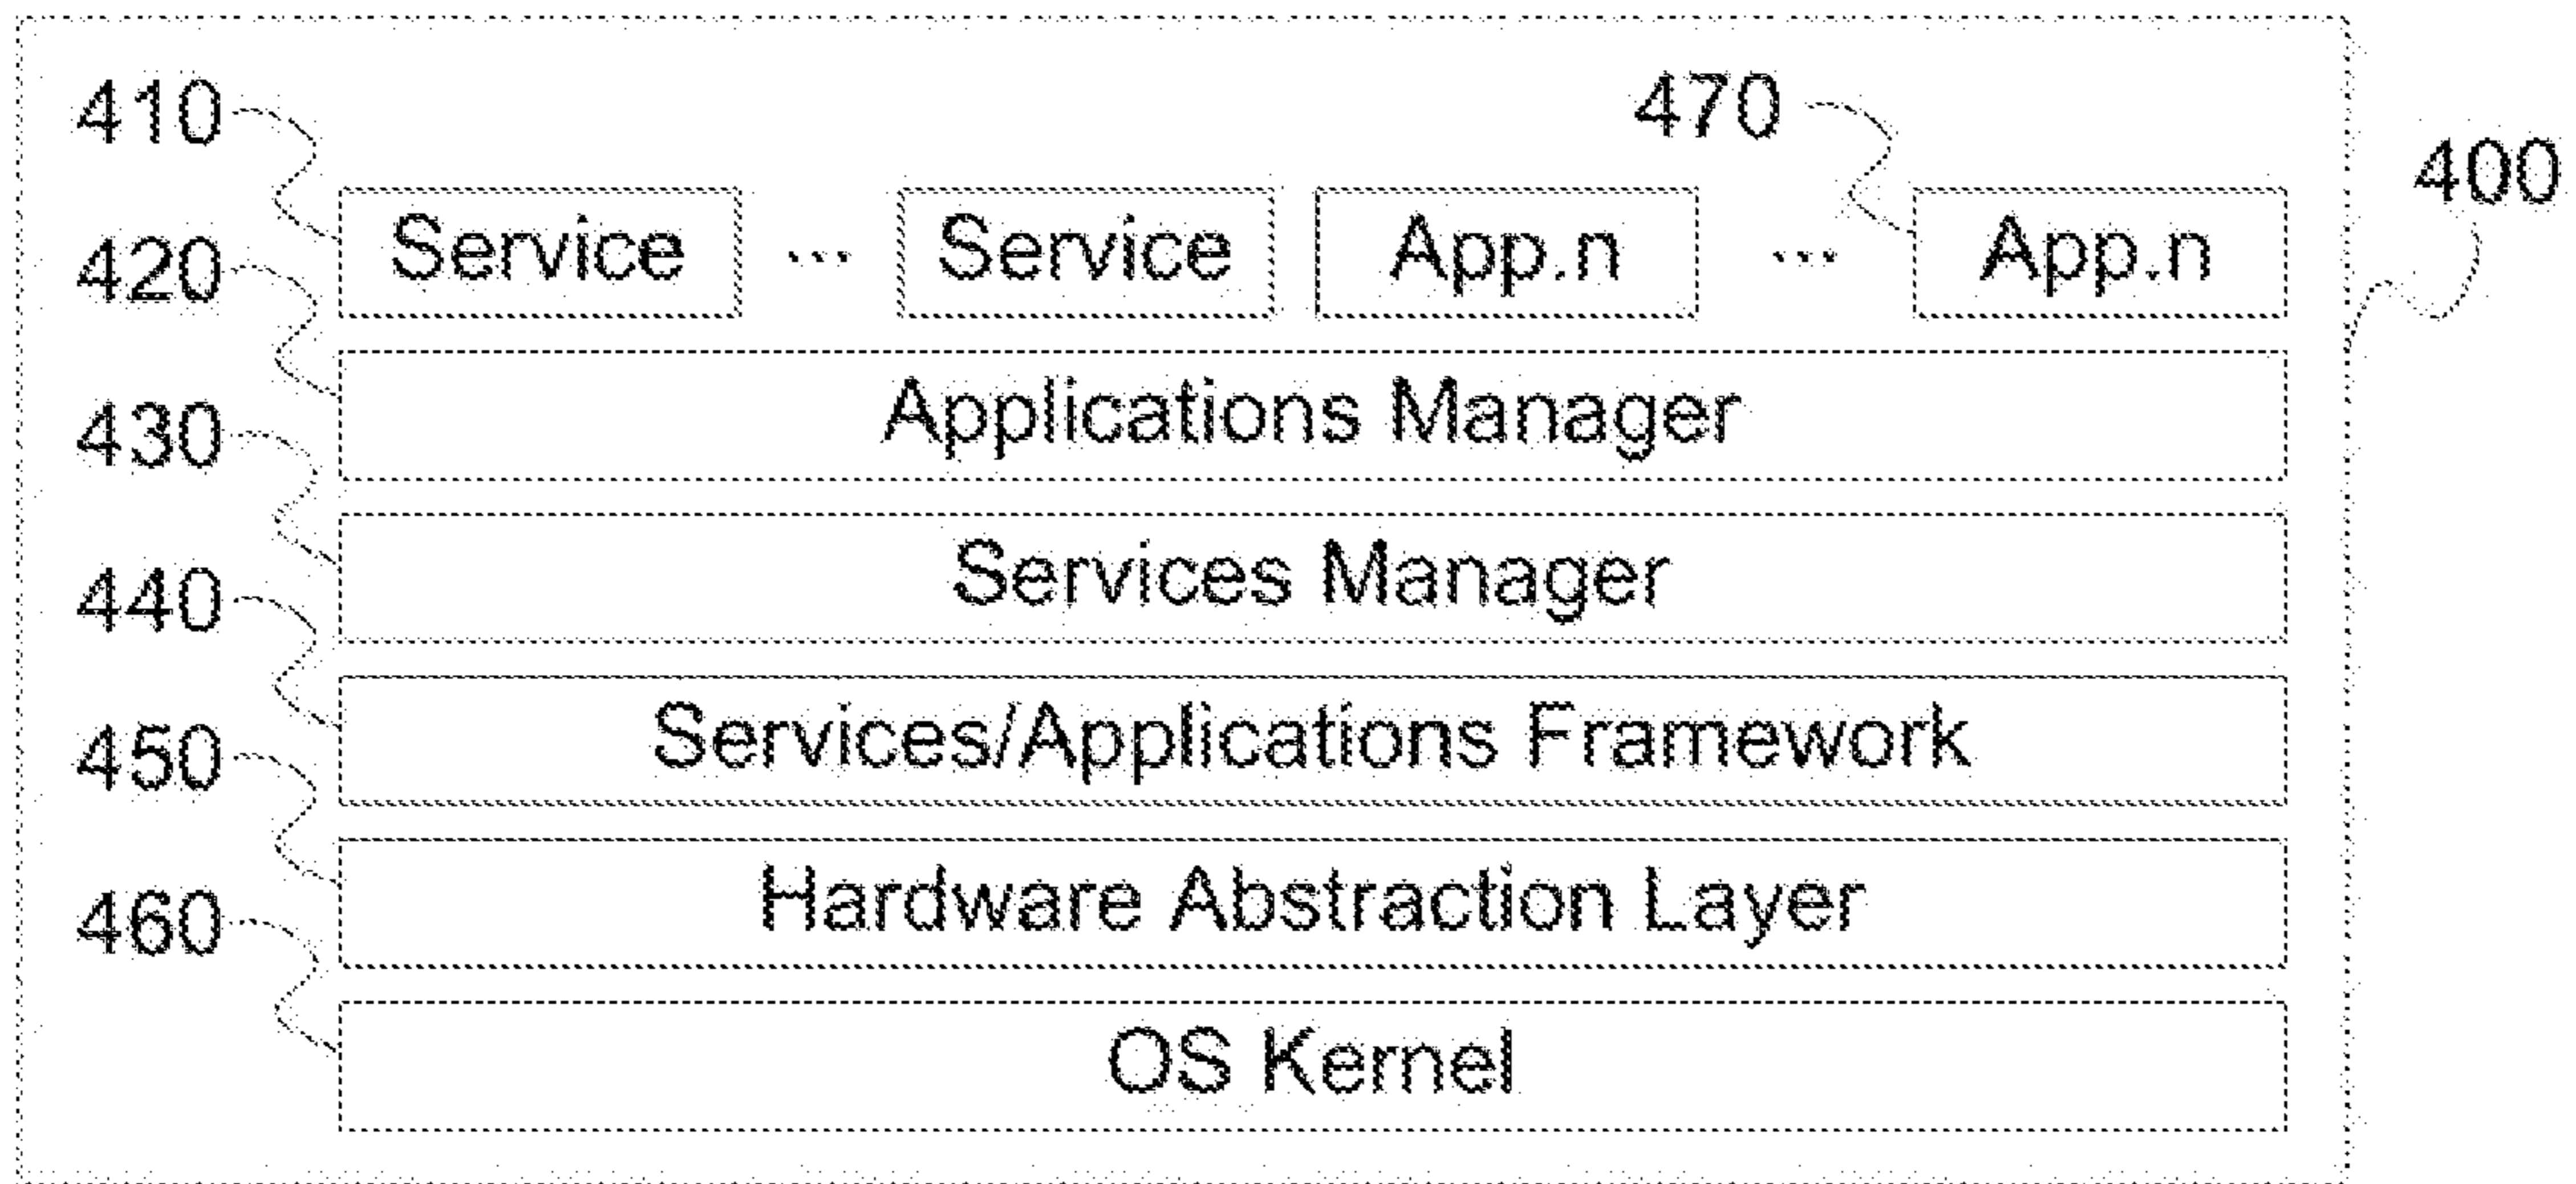 410
470
400
Service ... Service App.n ... App.n
420
Applications Manager
430
Services Manager
440
Services/Applications Framework
450
Hardware Abstraction Layer
460
OS Kernel